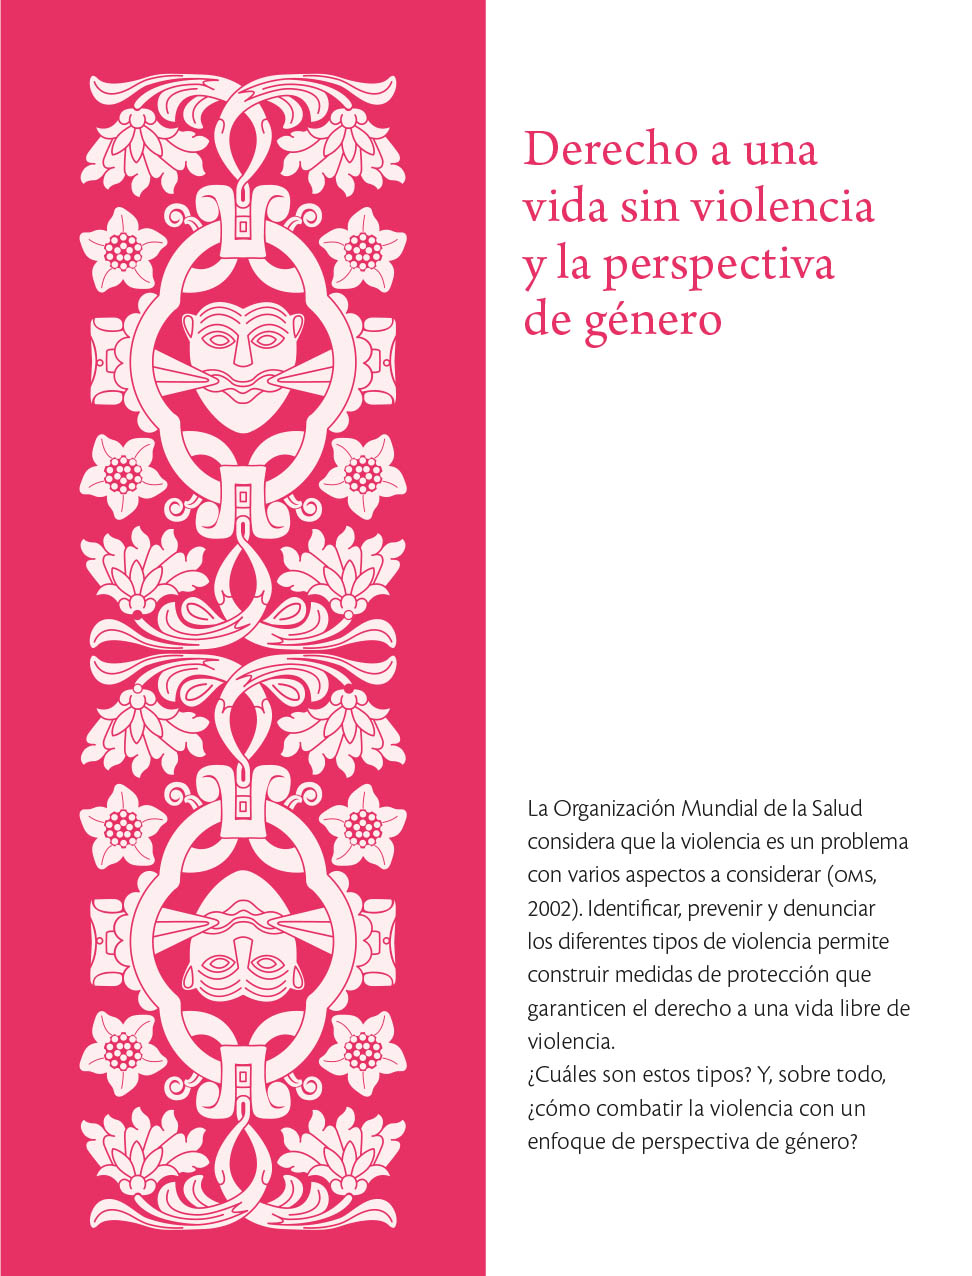 Derecho a una
vida sin violencia
y la perspectiva
de género
La Organización Mundial de la Salud
considera que la violencia es un problema
con varios aspectos a considerar (OMS,
2002). Identificar, prevenir y denunciar
los diferentes tipos de violencia permite
construir medidas de protección que
garanticen el derecho a una vida libre de
violencia.
¿Cuáles son estos tipos? Y, sobre todo,
¿cómo combatir la violencia con un
enfoque de perspectiva de género?